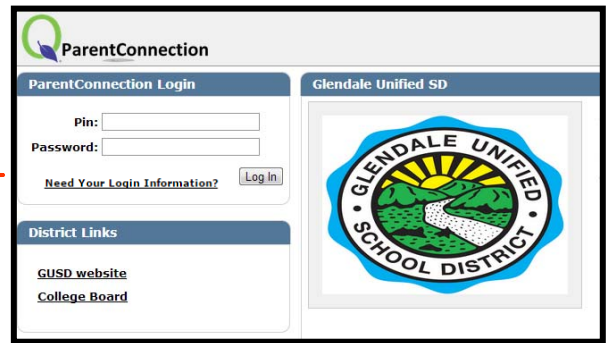 Q ParentConnection
ParentConnection Login
Pin:
Password:
Need Your Login Information?
Log In
District Links
GUSD website
College Board
Glendale Unified SD
GLENDALE UNIFIED
SCHOOL DISTRICT